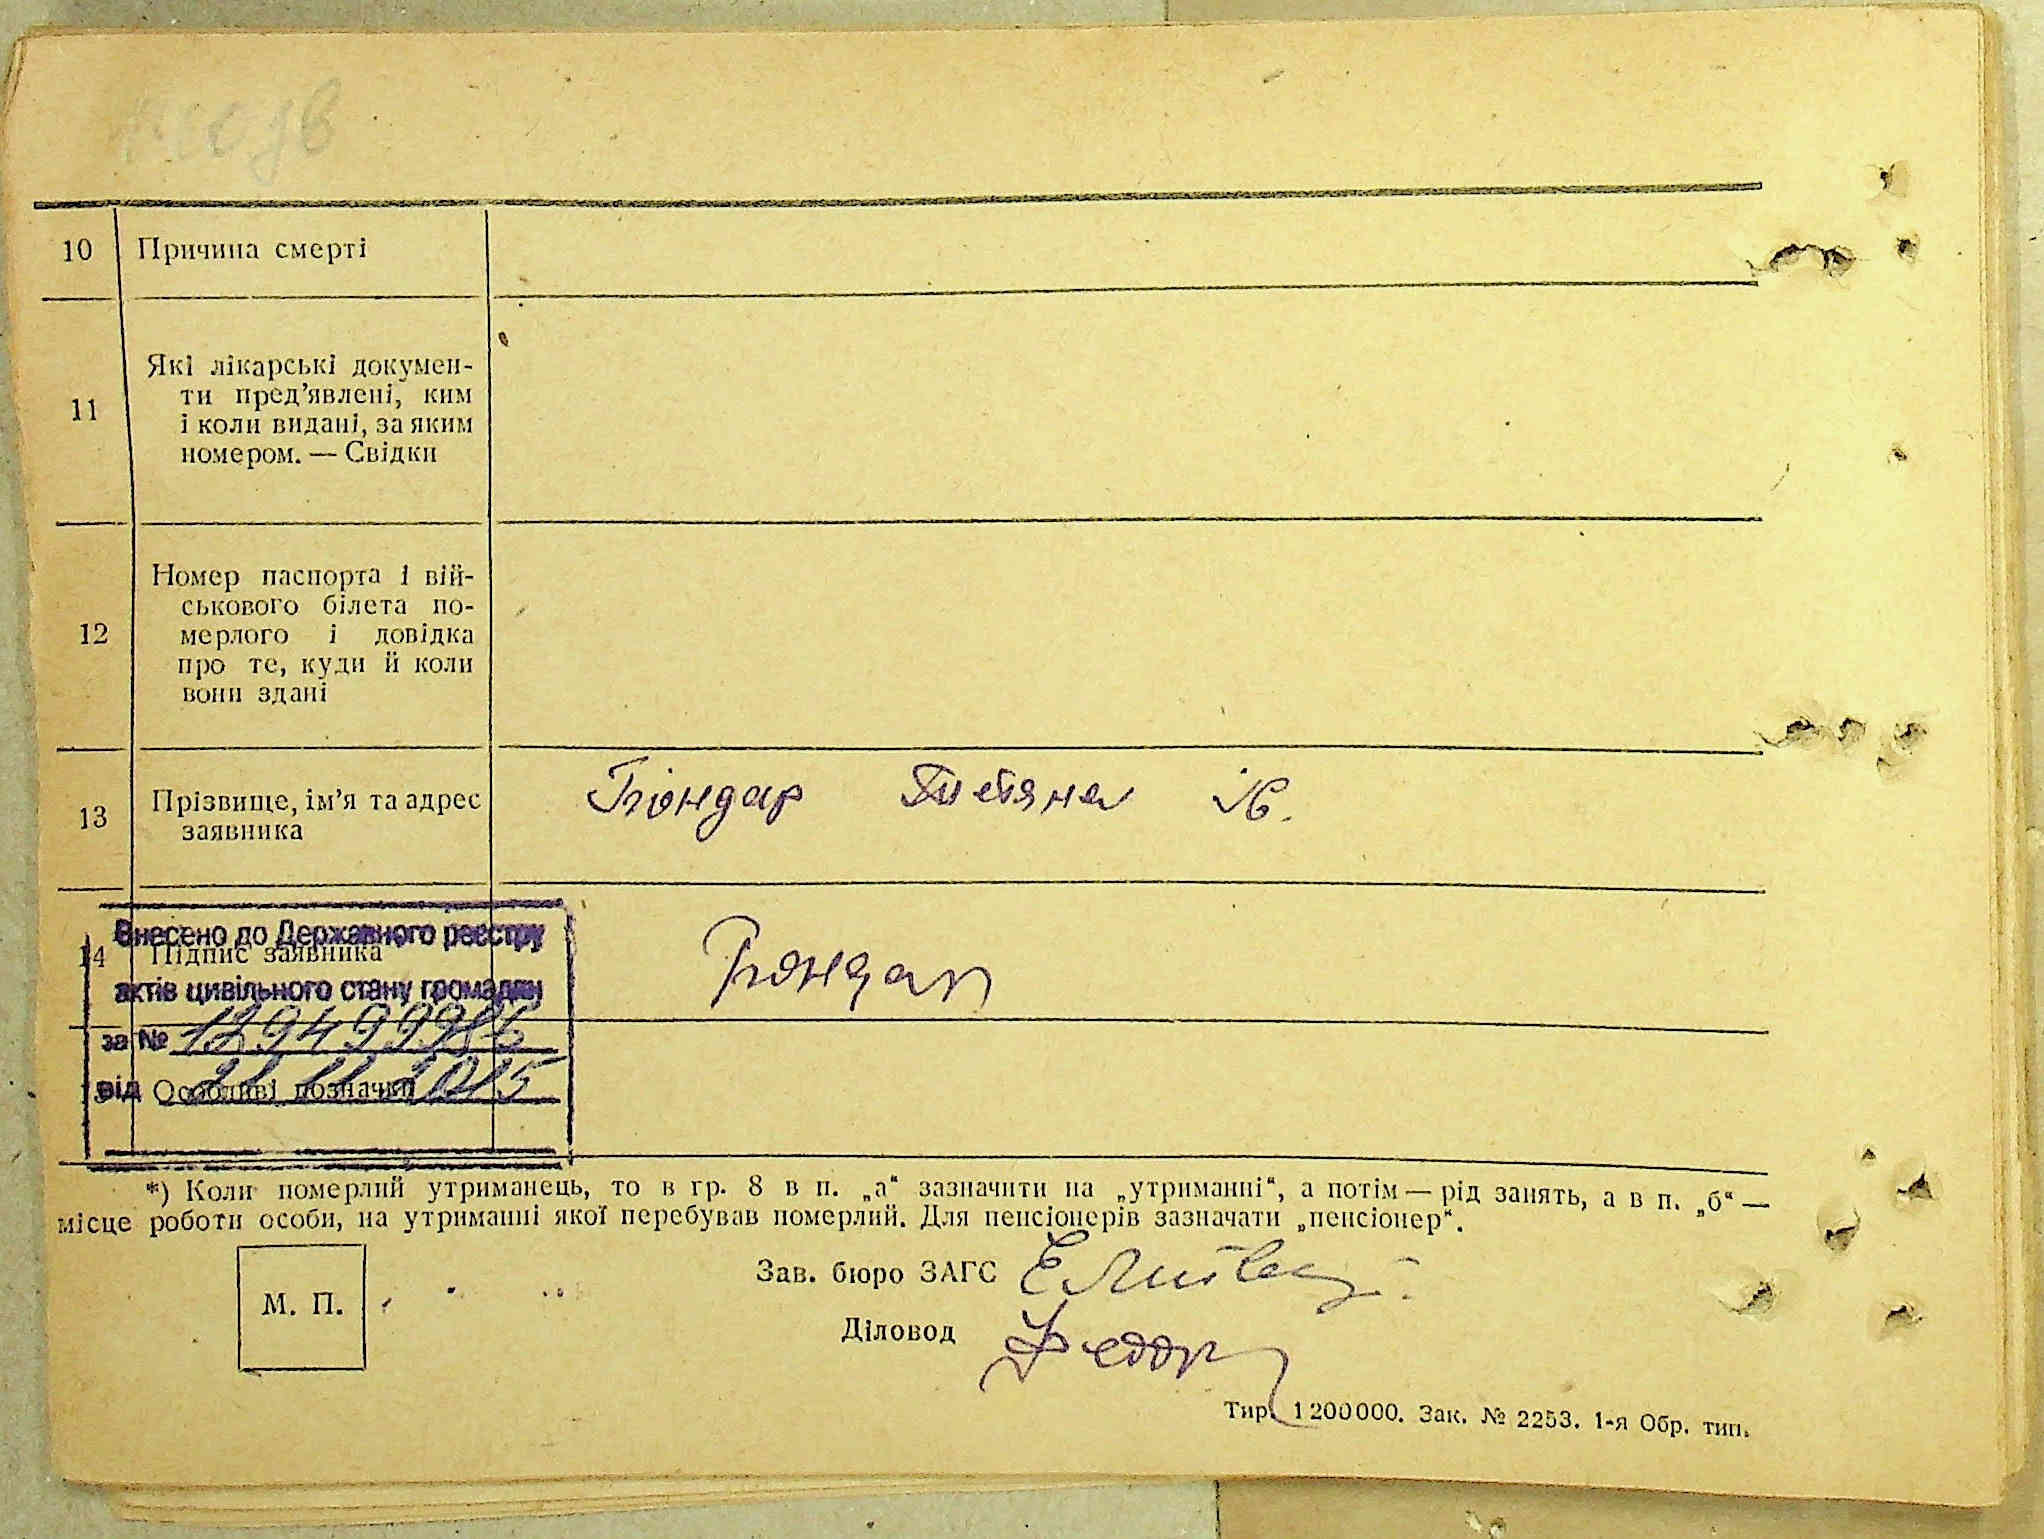 10 Причина смерті
11 Які лікарські докумен-
ти пред’явлені, ким
і коли видані, за яким
номером. — Свідки
12 Номер паспорта і вій-
ськового білета по-
мерлого і довідка
про те, куди й коли
вони здані
13 Прізвище, ім’я та адрес
заявника
Гіондар Тетяна
14 Підпис заявника
Внесено до Державного реєстру
актів цивільного стану громадян
за №
від
Особливі позначки
*) Коли померлий утриманець, то в гр. 8 в п. „а“ зазначити на „утриманні“, а потім — рід занять, а в п. „б“ —
місце роботи особи, на утриманні якої перебував померлий. Для пенсіонерів зазначати „пенсіонер“.
М. П.
Зав. бюро ЗАГС
Діловод
Тир. 1 200000. Зак. № 2253. 1-я Обр. тип.